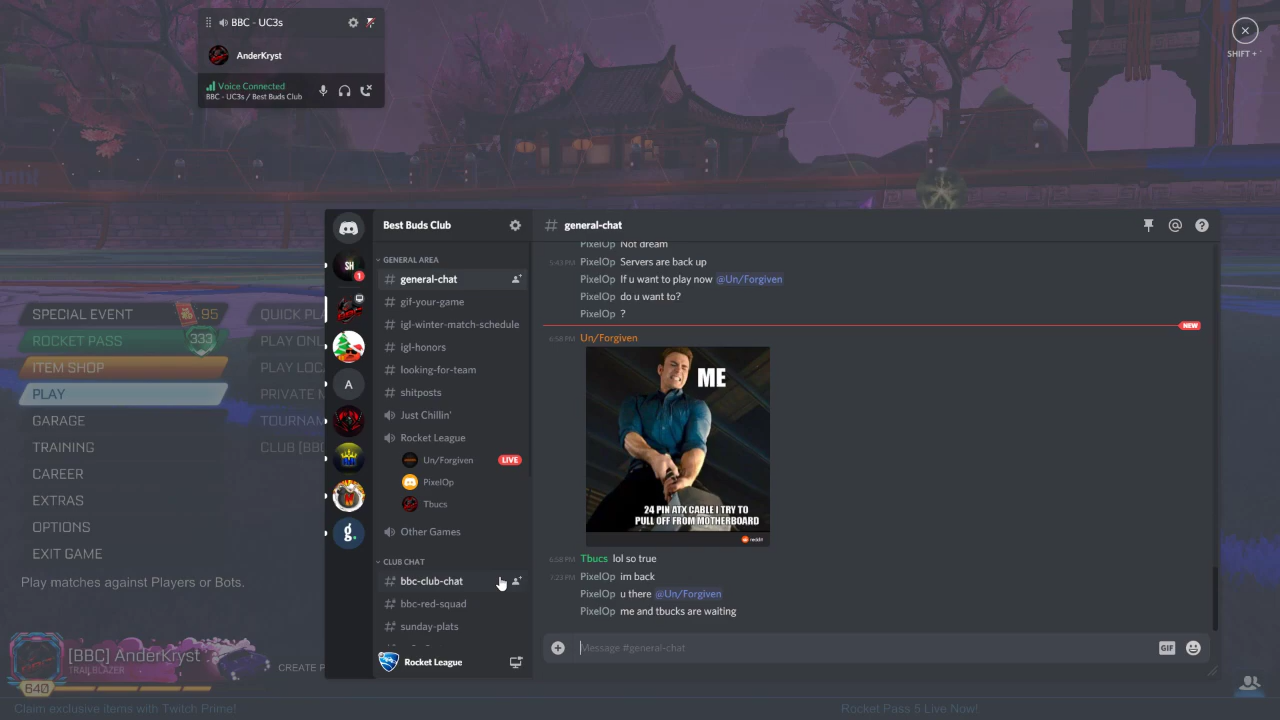 BBC - UC3s
AnderKryst
Voice Connected
BBC - UC3s / Best Buds Club
SHIFT + `
SPECIAL EVENT
95
ROCKET PASS
333
ITEM SHOP
PLAY
GARAGE
TRAINING
CAREER
EXTRAS
OPTIONS
EXIT GAME
Play matches against Players or Bots.
QUICK PL
PLAY ONL
PLAY LOC
PRIVATE M
TOURNAM
CLUB [BBC
[BBC] AnderKryst
TRAILBLAZER
640
CREATE P
Claim exclusive items with Twitch Prime!
Rocket Pass 5 Live Now!
SH
1
A
g.
Best Buds Club
GENERAL AREA
# general-chat
# gif-your-game
# igl-winter-match-schedule
# igl-honors
# looking-for-team
# shitposts
Just Chillin'
Rocket League
Un/Forgiven LIVE
PixelOp
Tbucs
Other Games
CLUB CHAT
# bbc-club-chat
# bbc-red-squad
# sunday-plats
Rocket League
# general-chat
PixelOp Not dream
5:43 PM PixelOp Servers are back up
PixelOp If u want to play now @Un/Forgiven
PixelOp do u want to?
PixelOp ?
NEW
6:58 PM Un/Forgiven
ME
24 PIN ATX CABLE I TRY TO
PULL OFF FROM MOTHERBOARD
reddit
6:58 PM Tbucs lol so true
7:23 PM PixelOp im back
PixelOp u there @Un/Forgiven
PixelOp me and tbucks are waiting
Message #general-chat
GIF